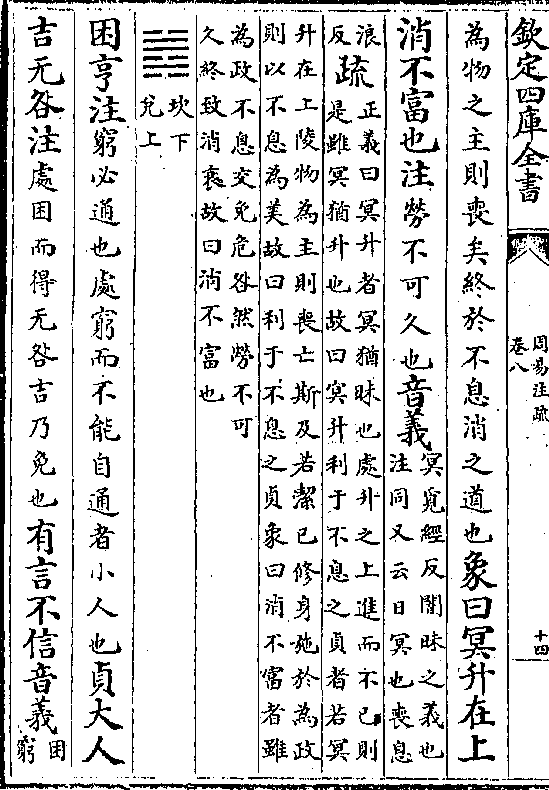 欽定四庫全書
周易注疏
卷八
十四
為物之主則喪矣終於不息消之道也象曰冥升在上
消不富也注勞不可久也音義
冥覓經反闇昧之義也
注同又云日冥也喪息
浪
反
疏
正義曰冥升者冥猶昧也處升之上進而不已則
是雖冥猶升也故曰冥升利于不息之貞者若冥
升在上陵物為主則喪亡斯及若潔已修身施於為政
則以不息為美故曰利于不息之貞象曰消不富者雖
為政不息交免危咎然勞不可
久終致消衰故曰消不富也
坎下
兌上
困亨注窮必通也處窮而不能自通者小人也貞大人
吉无咎注處困而得无咎吉乃免也有言不信音義
困
窮